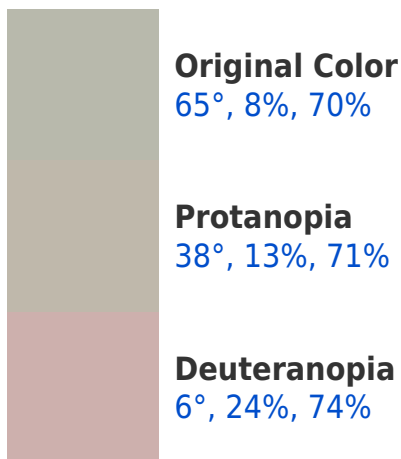 Original Color
65°, 8%, 70%
Protanopia
38°, 13%, 71%
Deuteranopia
6°, 24%, 74%